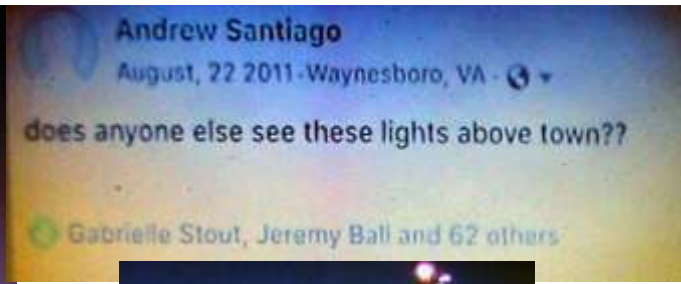 Andrew Santiago
August, 22 2011 - Waynesboro, VA -
does anyone else see these lights above town??
Gabrielle Stout, Jeremy Ball and 62 others